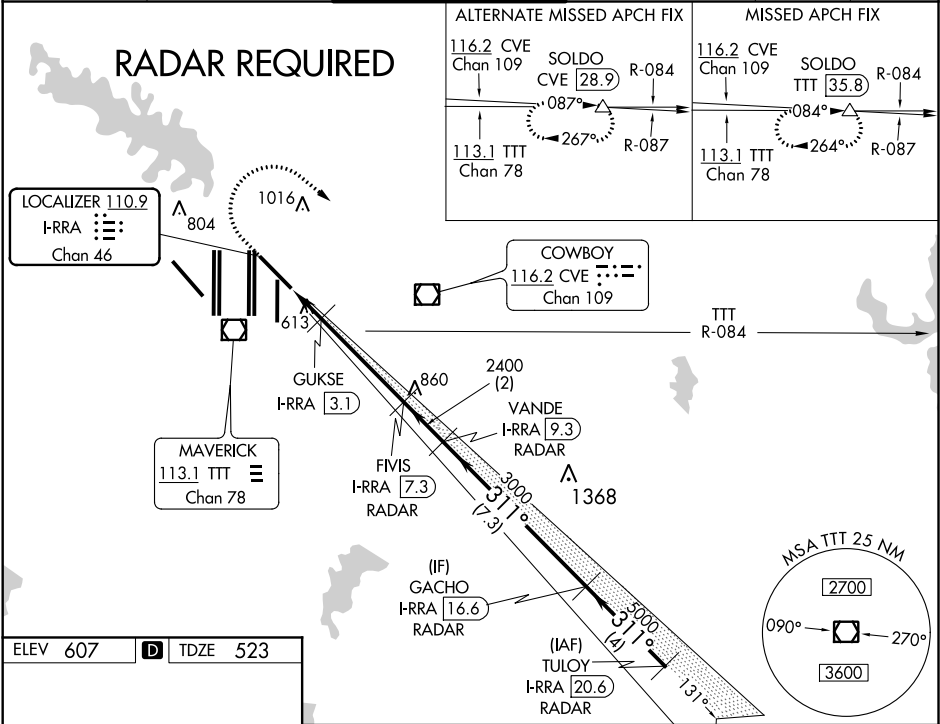 RADAR REQUIRED
ALTERNATE MISSED APCH FIX
116.2 CVE
Chan 109
SOLDO
CVE 28.9
R-084
087°
267°
R-087
113.1 TTT
Chan 78
MISSED APCH FIX
116.2 CVE
Chan 109
SOLDO
TTT 35.8
R-084
084°
264°
R-087
113.1 TTT
Chan 78
LOCALIZER 110.9
I-RRA
Chan 46
804
1016
COWBOY
116.2 CVE
Chan 109
TTT
R-084
613
GUKSE
I-RRA 3.1
860
2400
(2)
VANDE
I-RRA 9.3
RADAR
MAVERICK
113.1 TTT
Chan 78
FIVIS
I-RRA 7.3
RADAR
3000
311°
(7.3)
1368
(IF)
GACHO
I-RRA 16.6
RADAR
5000
311°
(4)
(IAF)
TULOY
I-RRA 20.6
RADAR
131°
MSA TTT 25 NM
2700
090°
270°
3600
ELEV 607 D TDZE 523